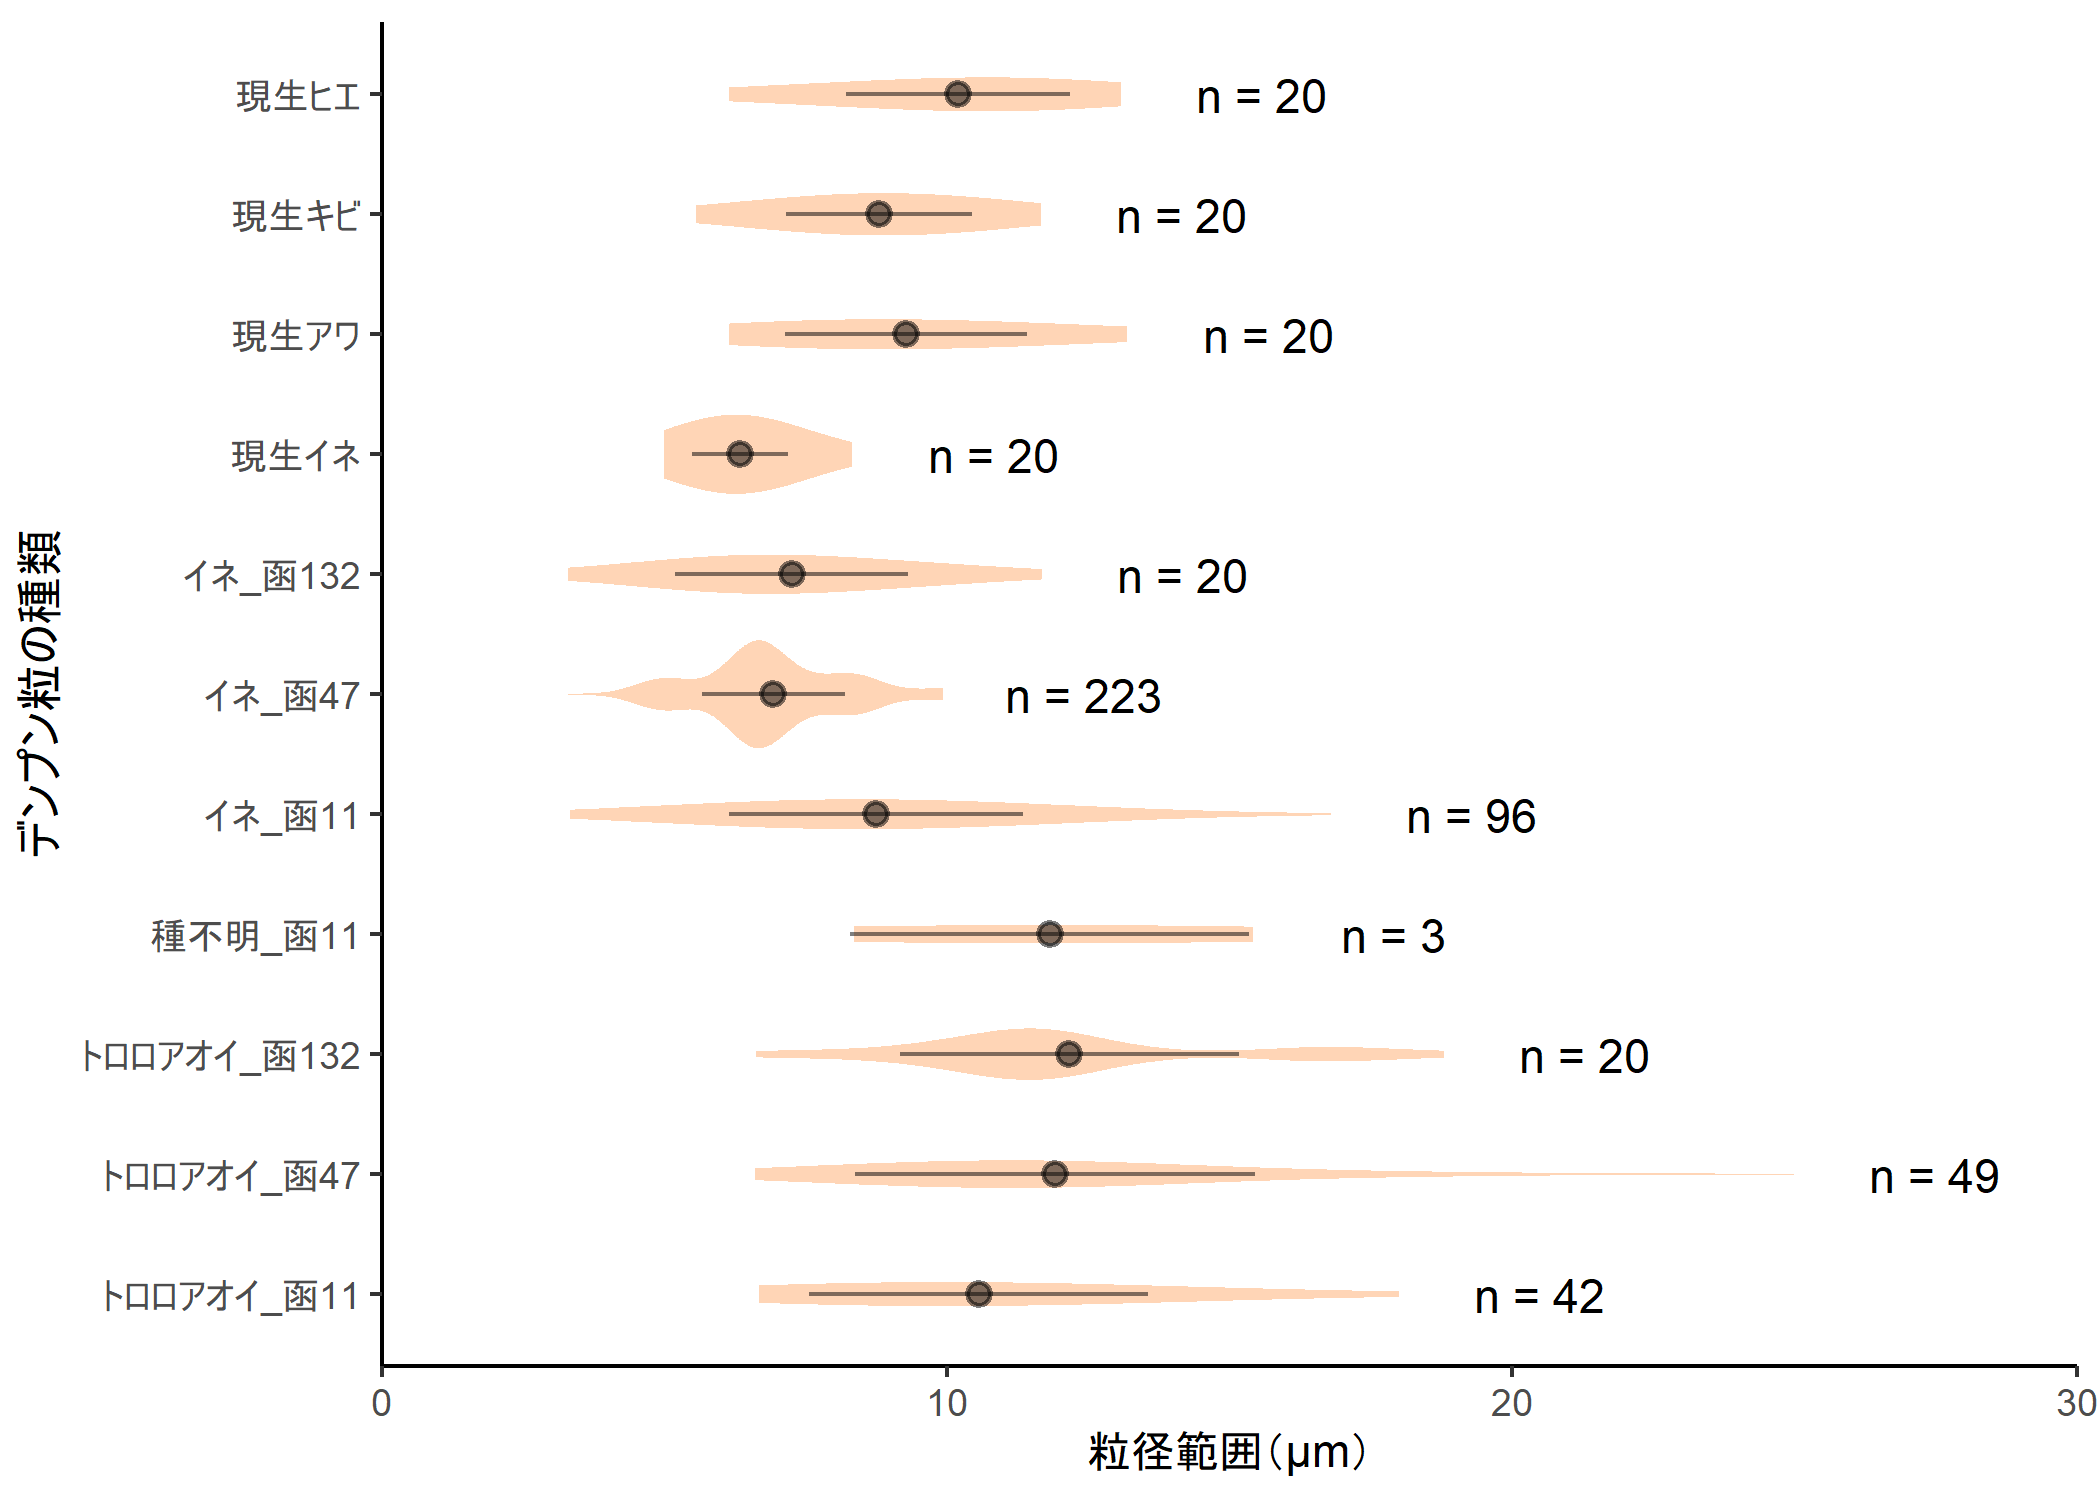 デンプン粒の種類
現生ヒエ n = 20
現生キビ n = 20
現生アワ n = 20
現生イネ n = 20
イネ_函132 n = 20
イネ_函47 n = 223
イネ_函11 n = 96
種不明_函11 n = 3
トロロアオイ_函132 n = 20
トロロアオイ_函47 n = 49
トロロアオイ_函11 n = 42
0 10 20 30
粒径範囲（μm）